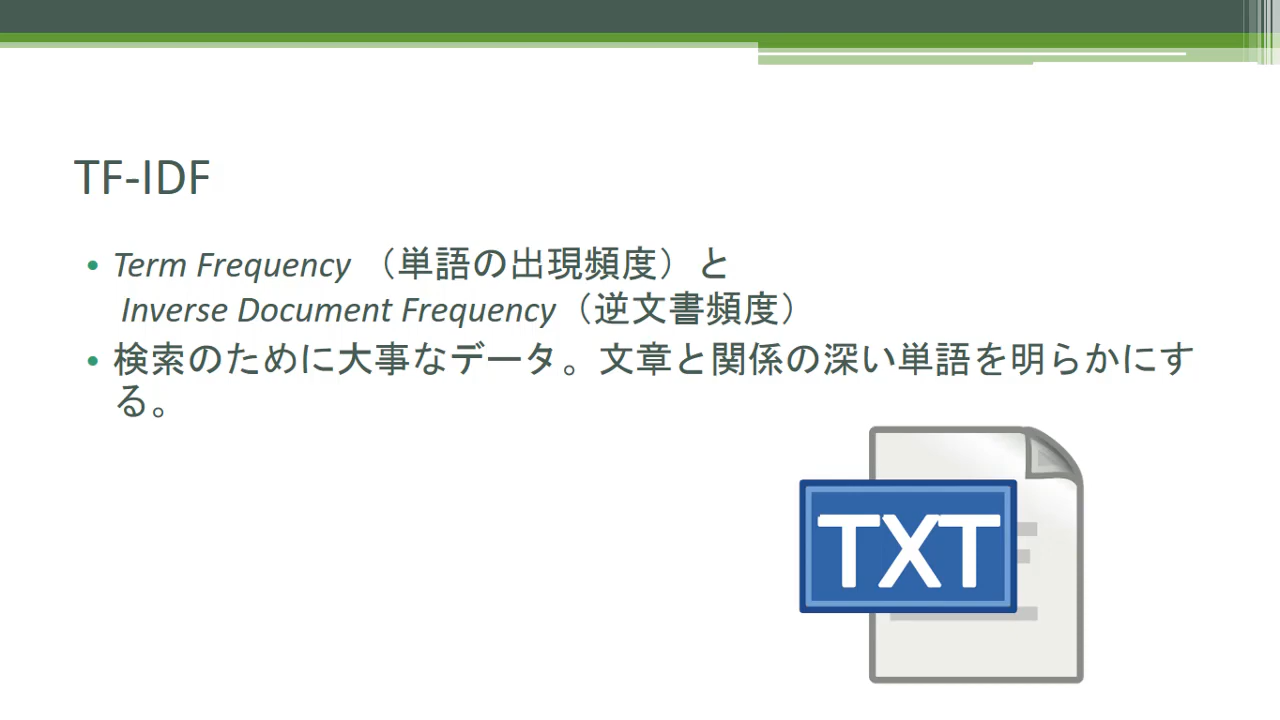 TF-IDF
• Term Frequency （単語の出現頻度）と
Inverse Document Frequency（逆文書頻度）
• 検索のために大事なデータ。文章と関係の深い単語を明らかにす
る。
TXT